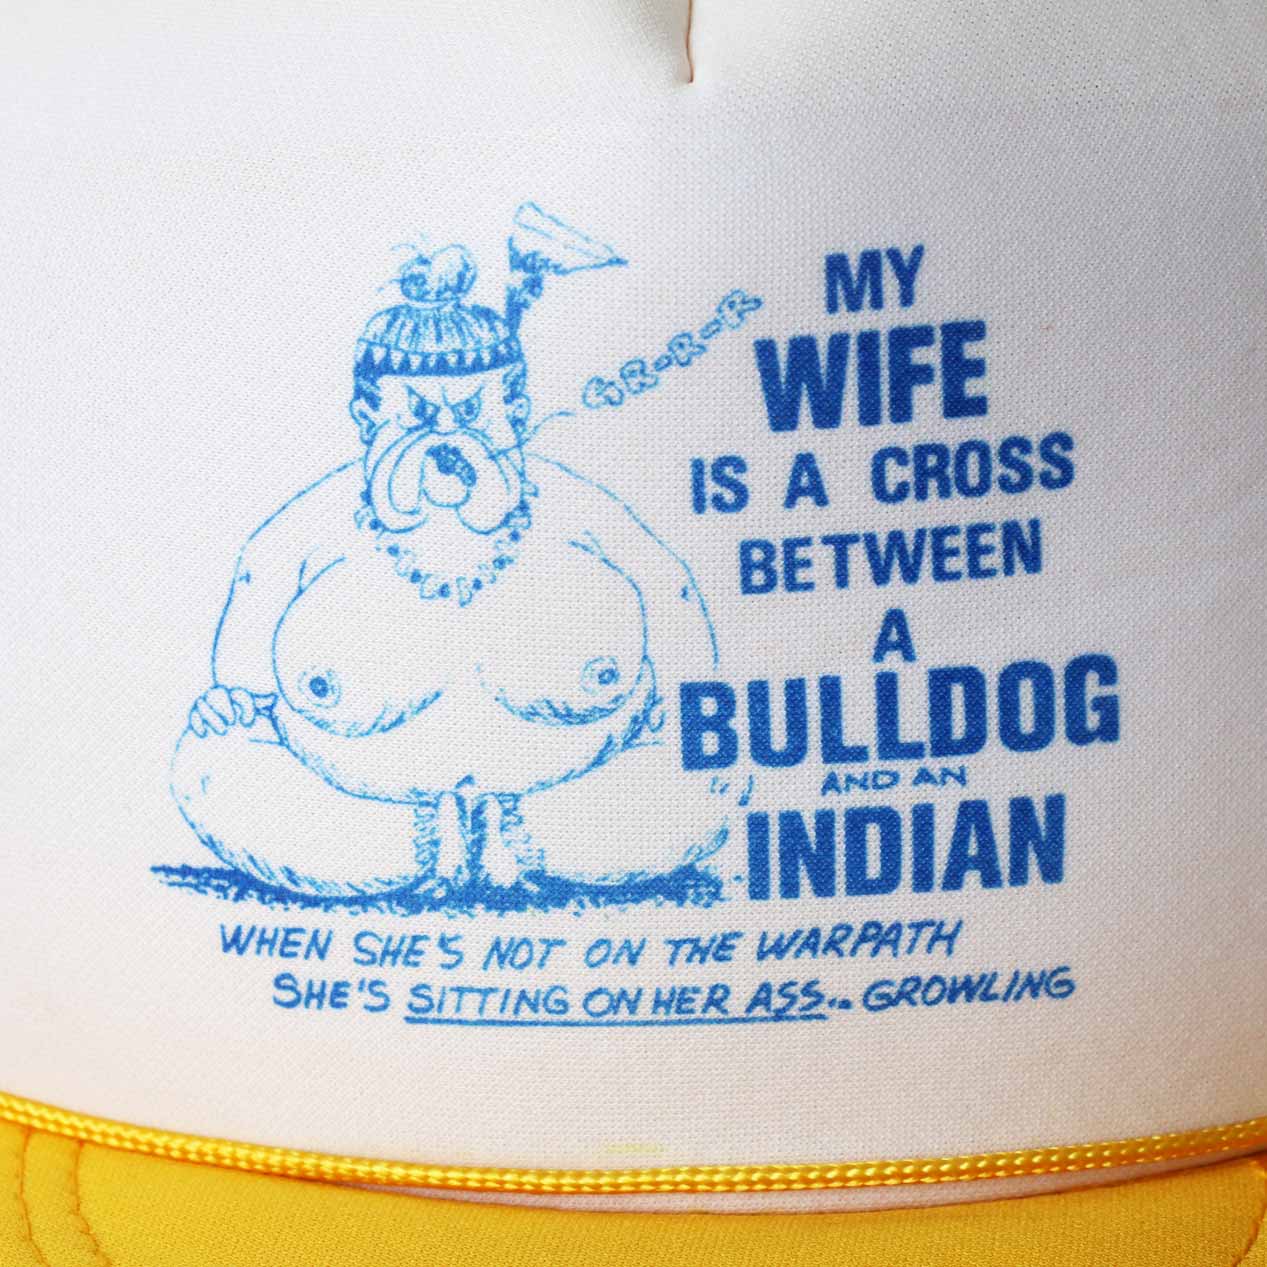 GR-R-R
MY
WIFE
IS A CROSS
BETWEEN
A
BULLDOG
AND AN
INDIAN
WHEN SHE'S NOT ON THE WARPATH
SHE'S SITTING ON HER ASS... GROWLING